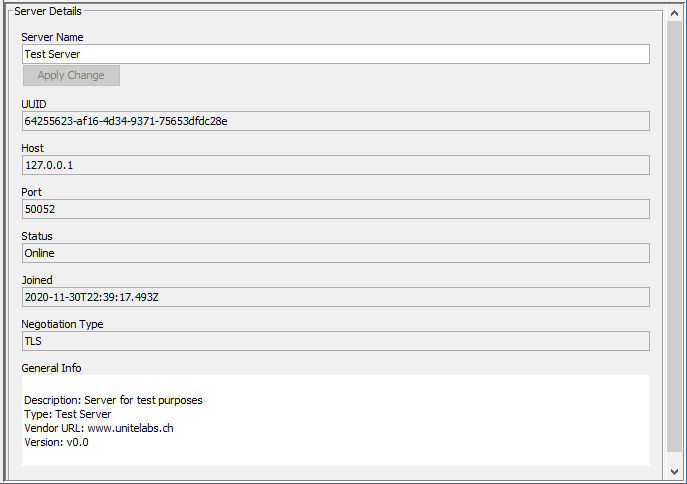 Server Details
Server Name
Test Server
Apply Change
UUID
64255623-af16-4d34-9371-75653dfdc28e
Host
127.0.0.1
Port
50052
Status
Online
Joined
2020-11-30T22:39:17.493Z
Negotiation Type
TLS
General Info
Description: Server for test purposes
Type: Test Server
Vendor URL: www.unitelabs.ch
Version: v0.0